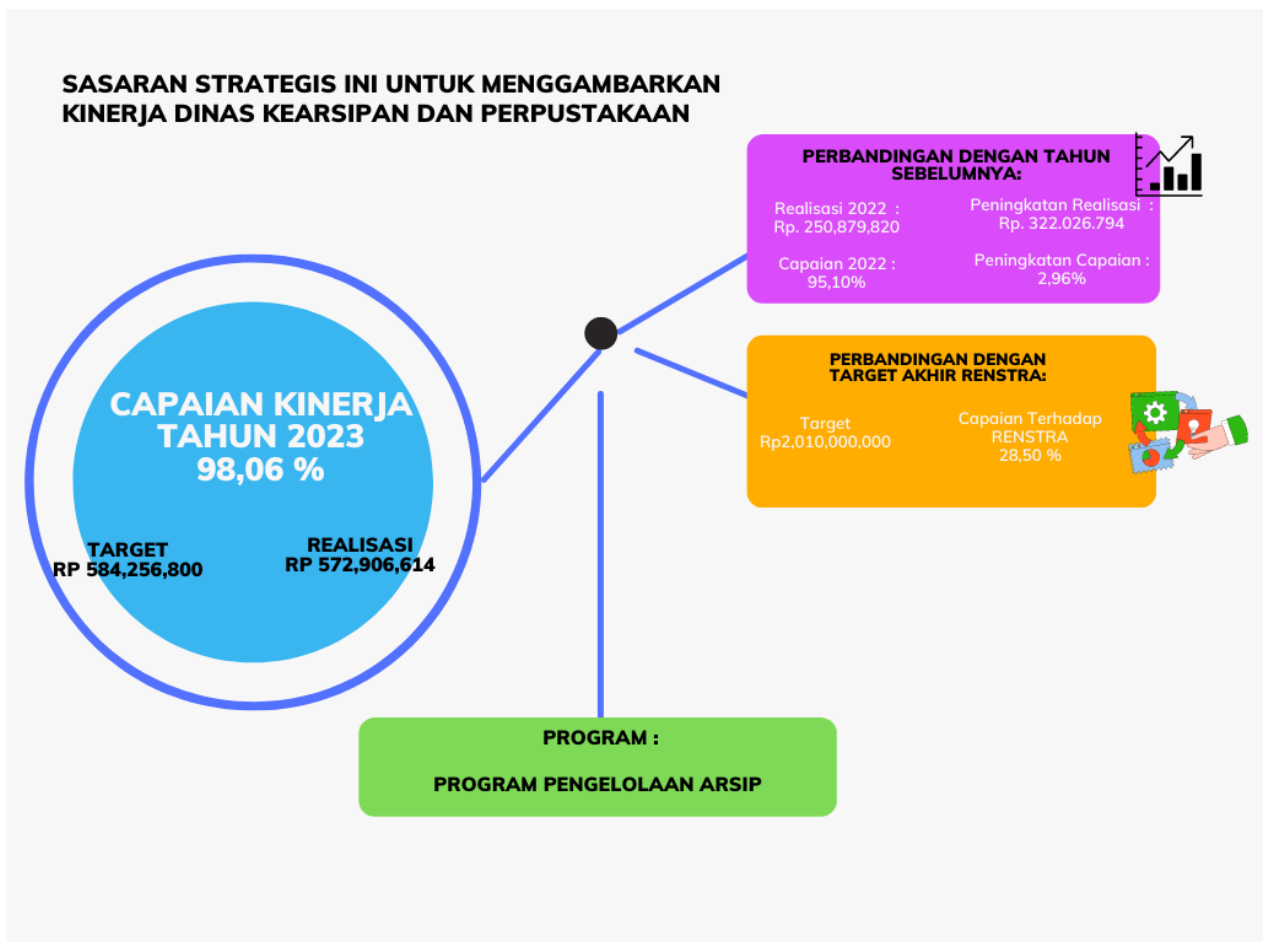 SASARAN STRATEGIS INI UNTUK MENGGAMBARKAN
KINERJA DINAS KEARSIPAN DAN PERPUSTAKAAN
PERBANDINGAN DENGAN TAHUN
SEBELUMNYA:
Realisasi 2022 :
Rp. 250,879,820
Peningkatan Realisasi :
Rp. 322.026.794
Capaian 2022 :
95,10%
Peningkatan Capaian :
2,96%
CAPAIAN KINERJA
TAHUN 2023
98,06 %
TARGET
RP 584,256,800
REALISASI
RP 572,906,614
PERBANDINGAN DENGAN
TARGET AKHIR RENSTRA:
Target
Rp2,010,000,000
Capaian Terhadap
RENSTRA
28,50 %
PROGRAM :
PROGRAM PENGELOLAAN ARSIP